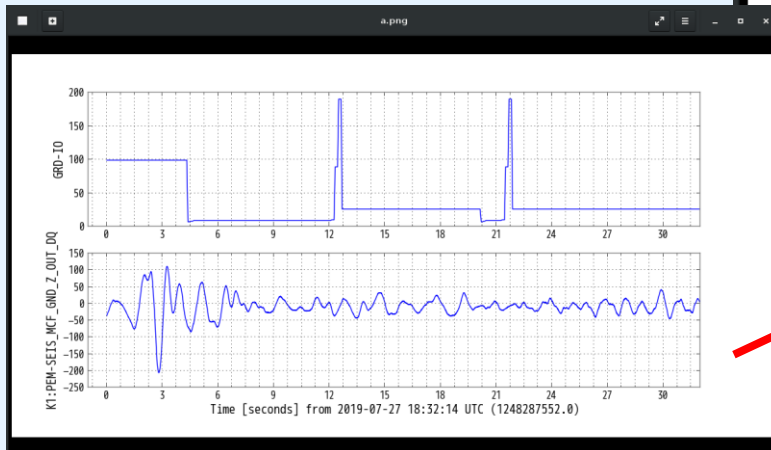 a.png
200
150
100
50
0
GRD-IO
0 3 6 9 12 15 18 21 24 27 30
150
100
50
0
−50
−100
−150
−200
−250
K1:PEM-SEIS_MCF_GND_Z_OUT_DQ
0 3 6 9 12 15 18 21 24 27 30
Time [seconds] from 2019-07-27 18:32:14 UTC (1248287552.0)